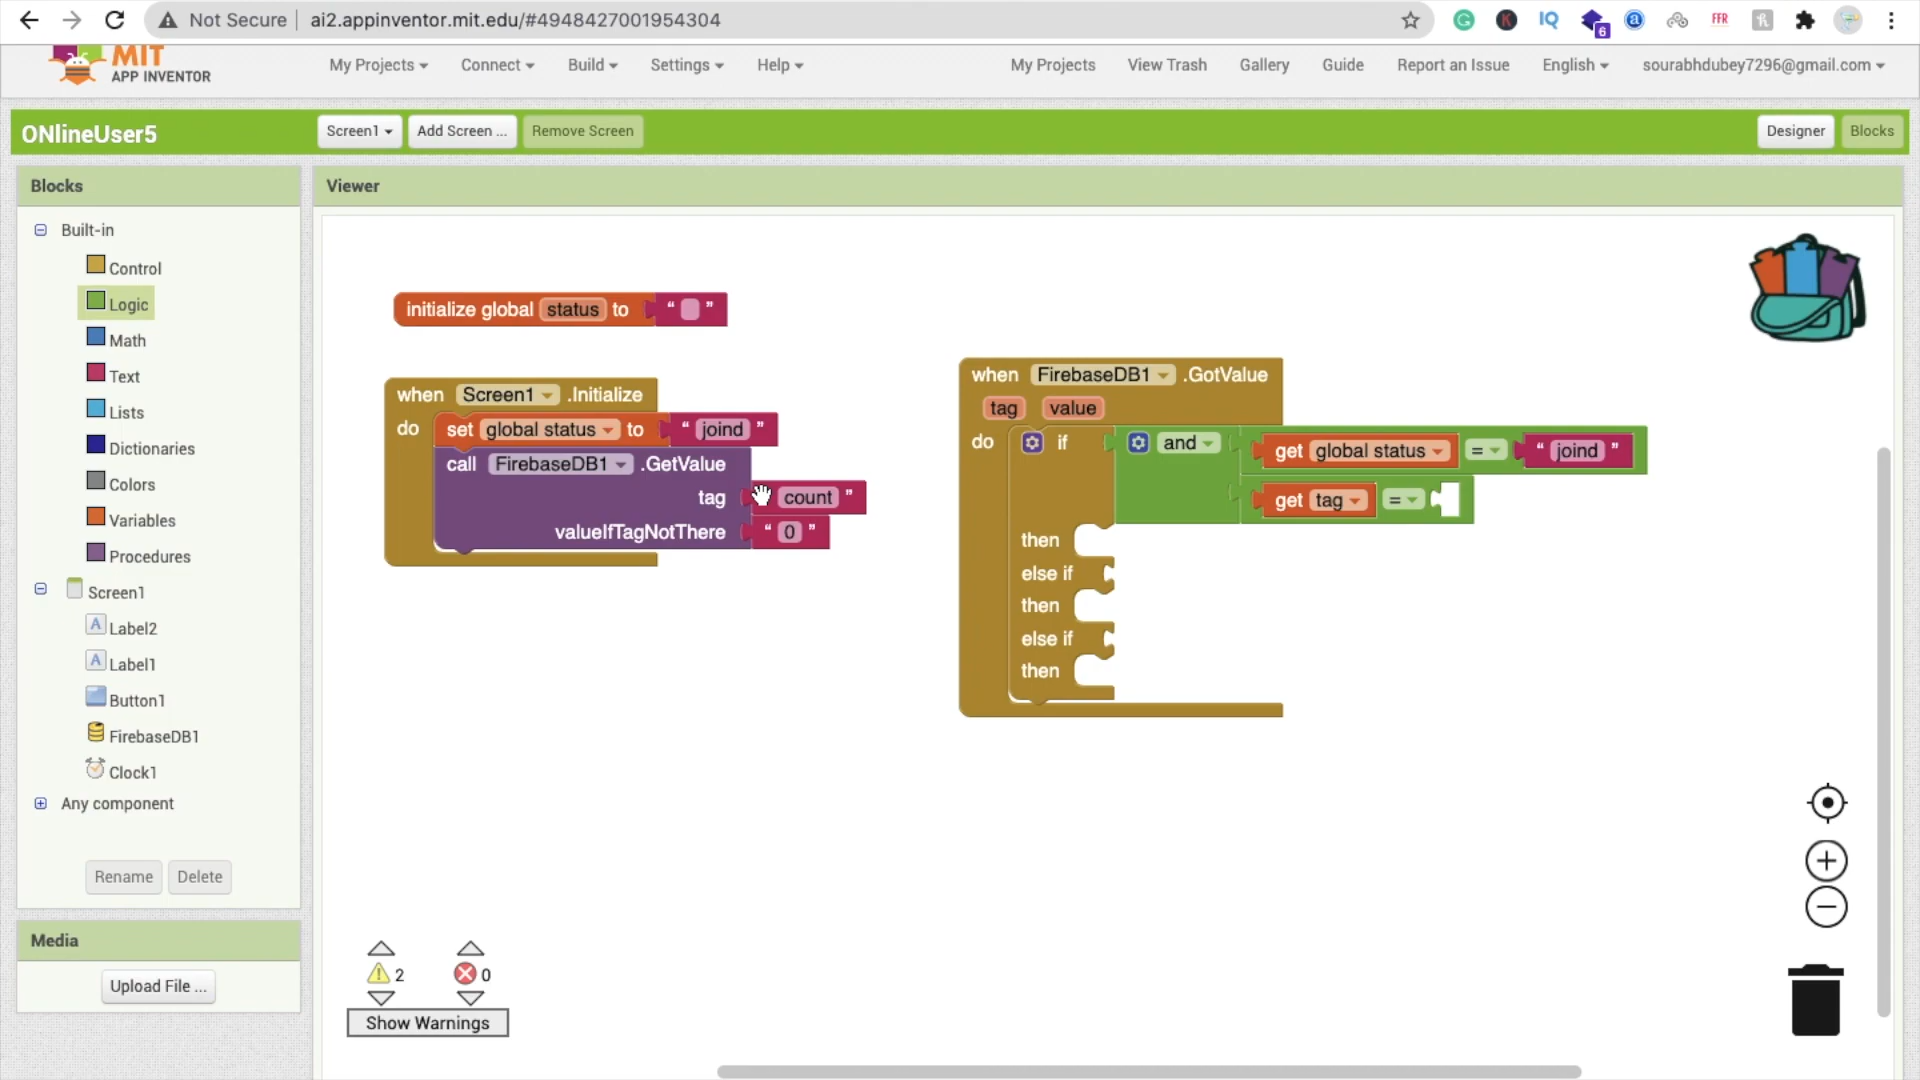 Not Secure ai2.appinventor.mit.edu/#4948427001954304
G K IQ 6 a FFR h
MIT
APP INVENTOR
My Projects Connect Build Settings Help My Projects View Trash Gallery Guide Report an Issue English sourabhdubey7296@gmail.com
ONlineUser5 Screen1 Add Screen ... Remove Screen Designer Blocks
Blocks
Viewer
Built-in
Control
Logic
Math
Text
Lists
Dictionaries
Colors
Variables
Procedures
Screen1
A Label2
A Label1
Button1
FirebaseDB1
Clock1
Any component
Rename Delete
Media
Upload File ...
initialize global status to “ ”
when Screen1 .Initialize
do set global status to “ joind ”
call FirebaseDB1 .GetValue
tag count ”
valueIfTagNotThere “ 0 ”
when FirebaseDB1 .GotValue
tag value
do if and get global status = “ joind ”
get tag =
then
else if
then
else if
then
2 0
Show Warnings